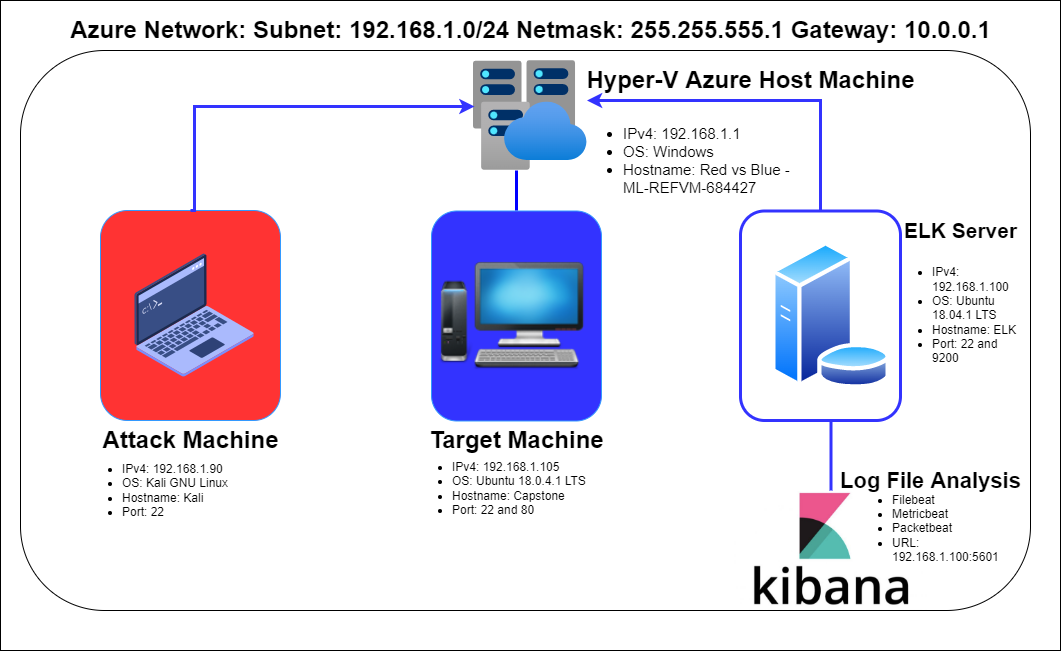 Azure Network: Subnet: 192.168.1.0/24 Netmask: 255.255.555.1 Gateway: 10.0.0.1
Hyper-V Azure Host Machine
IPv4: 192.168.1.1
OS: Windows
Hostname: Red vs Blue -
ML-REFVM-684427
C:\>_
Attack Machine
IPv4: 192.168.1.90
OS: Kali GNU Linux
Hostname: Kali
Port: 22
Target Machine
IPv4: 192.168.1.105
OS: Ubuntu 18.0.4.1 LTS
Hostname: Capstone
Port: 22 and 80
ELK Server
IPv4:
192.168.1.100
OS: Ubuntu
18.04.1 LTS
Hostname: ELK
Port: 22 and
9200
Log File Analysis
Filebeat
Metricbeat
Packetbeat
URL:
192.168.1.100:5601
kibana